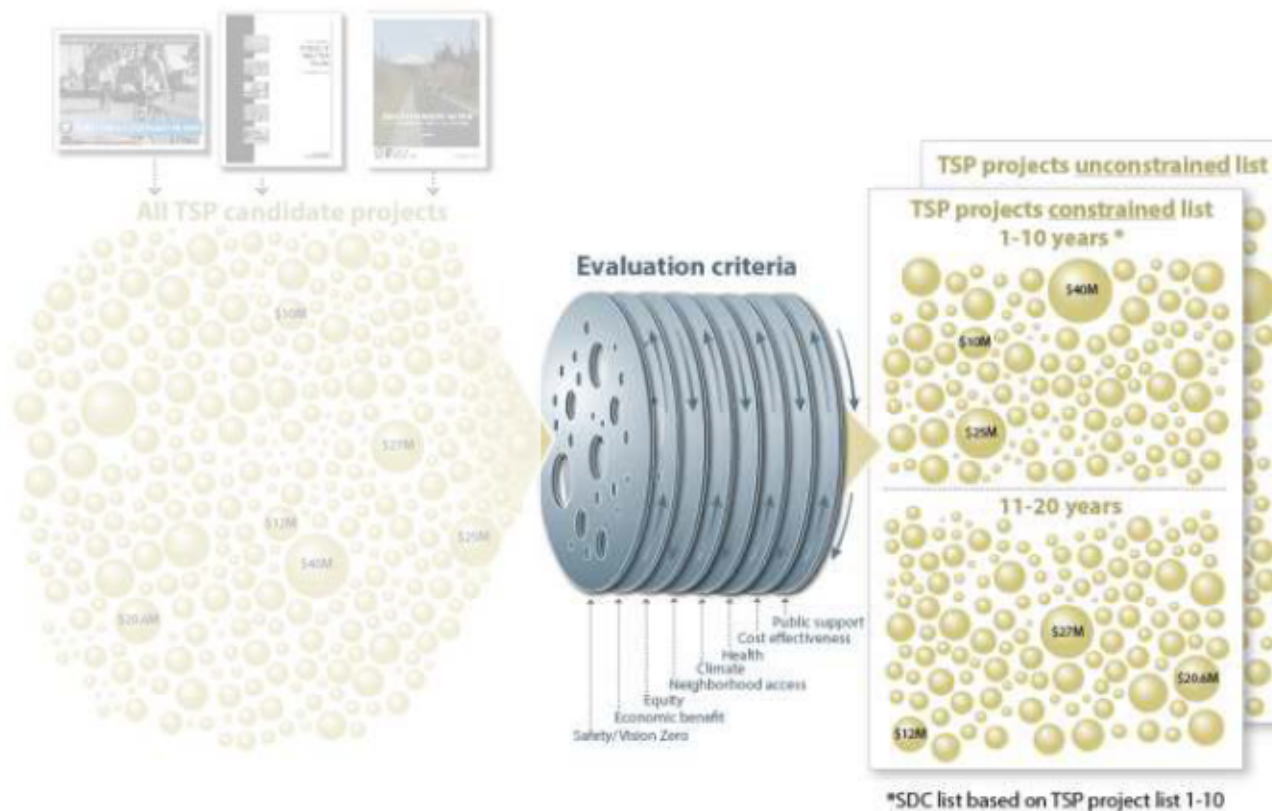 All TSP candidate projects
$10M
$27M
$12M
$25M
$40M
$20.6M
Evaluation criteria
Public support
Cost effectiveness
Health
Climate
Neighborhood access
Equity
Economic benefit
Safety/Vision Zero
TSP projects unconstrained list
TSP projects constrained list
1-10 years *
$40M
$10M
$25M
11-20 years
$27M
$20.6M
$12M
*SDC list based on TSP project list 1-10